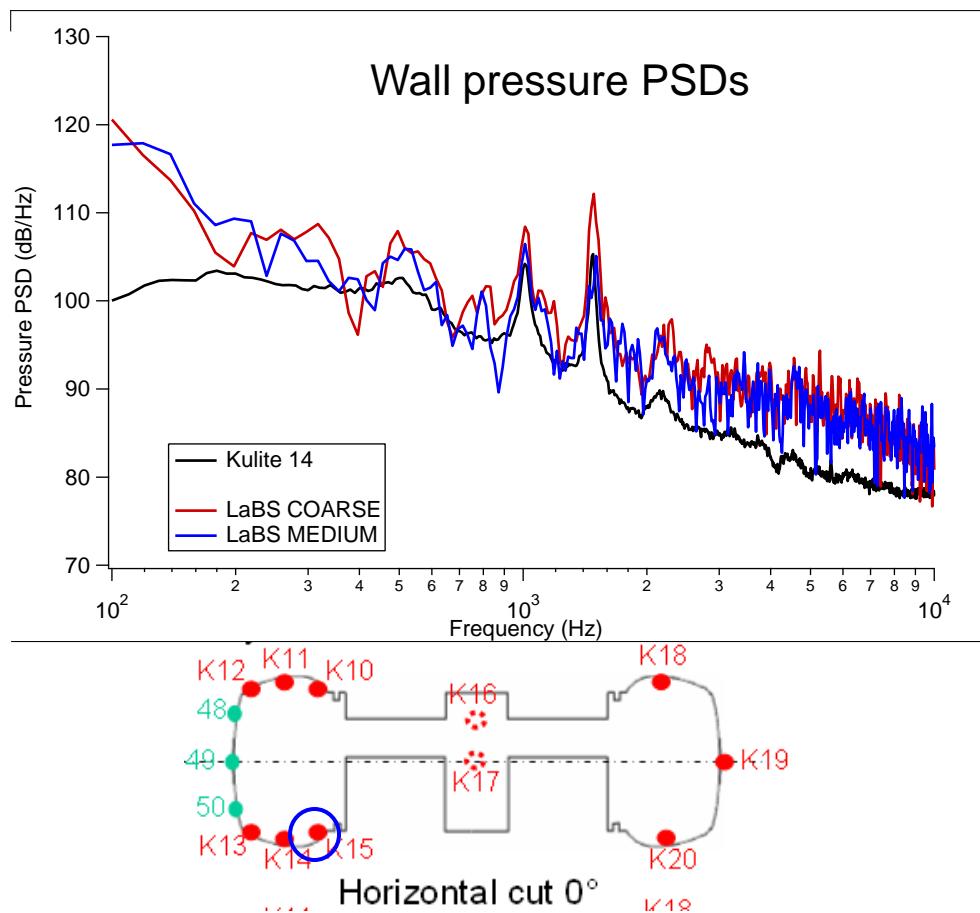 Wall pressure PSDs
130
120
110
100
90
80
70
Pressure PSD (dB/Hz)
Kulite 14
LaBS COARSE
LaBS MEDIUM
2 3 4 5 6 7 8 9 2 3 4 5 6 7 8 9
10² 10³ 10⁴
Frequency (Hz)
K12 K11 K10 K16 K18
48
49 K17 K19
50
K13 K14 K15 K20
Horizontal cut 0°
K18